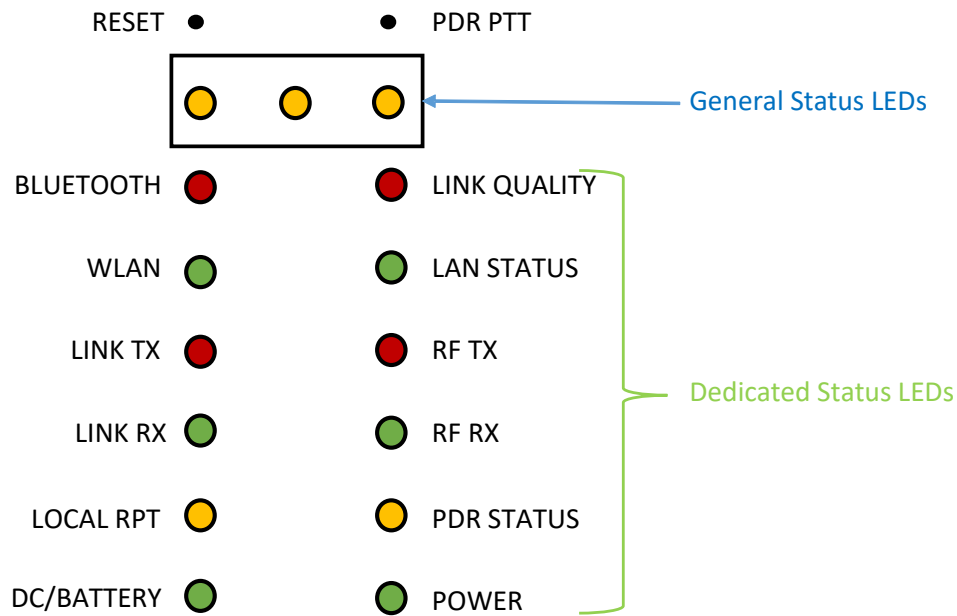 RESET PDR PTT
General Status LEDs
BLUETOOTH LINK QUALITY
WLAN LAN STATUS
LINK TX RF TX
Dedicated Status LEDs
LINK RX RF RX
LOCAL RPT PDR STATUS
DC/BATTERY POWER